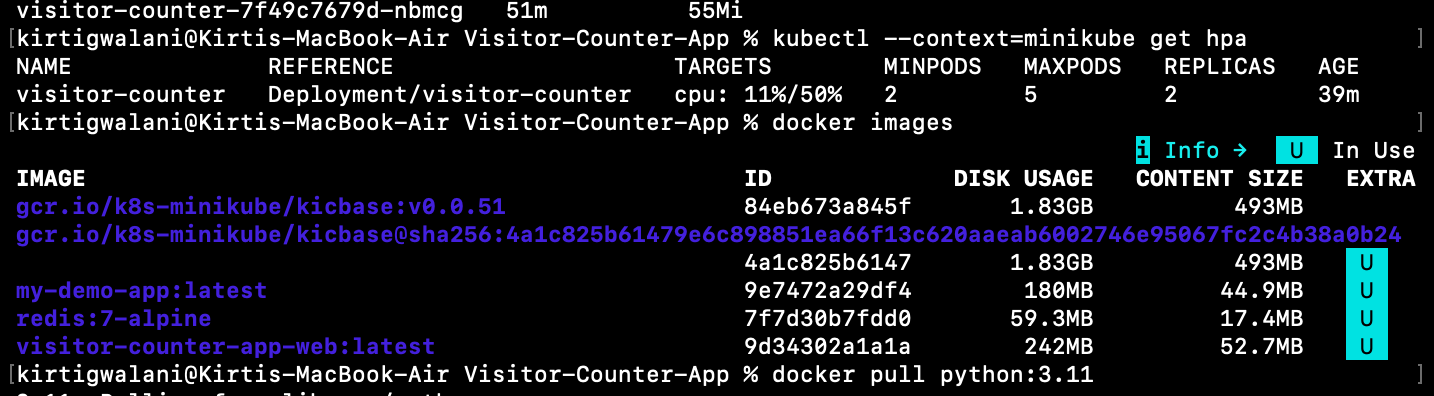 visitor-counter-7f49c7679d-nbmcg   51m          55Mi
[kirtigwalani@Kirtis-MacBook-Air Visitor-Counter-App % kubectl --context=minikube get hpa ]
NAME              REFERENCE                    TARGETS        MINPODS   MAXPODS   REPLICAS   AGE
visitor-counter   Deployment/visitor-counter   cpu: 11%/50%   2         5         2          39m
[kirtigwalani@Kirtis-MacBook-Air Visitor-Counter-App % docker images ]
i Info →   U  In Use
IMAGE                                               ID             DISK USAGE   CONTENT SIZE   EXTRA
gcr.io/k8s-minikube/kicbase:v0.0.51                 84eb673a845f       1.83GB          493MB
gcr.io/k8s-minikube/kicbase@sha256:4a1c825b61479e6c898851ea66f13c620aaeab6002746e95067fc2c4b38a0b24
4a1c825b6147       1.83GB          493MB    U
my-demo-app:latest                                  9e7472a29df4        180MB         44.9MB    U
redis:7-alpine                                      7f7d30b7fdd0       59.3MB         17.4MB    U
visitor-counter-app-web:latest                      9d34302a1a1a        242MB         52.7MB    U
[kirtigwalani@Kirtis-MacBook-Air Visitor-Counter-App % docker pull python:3.11 ]